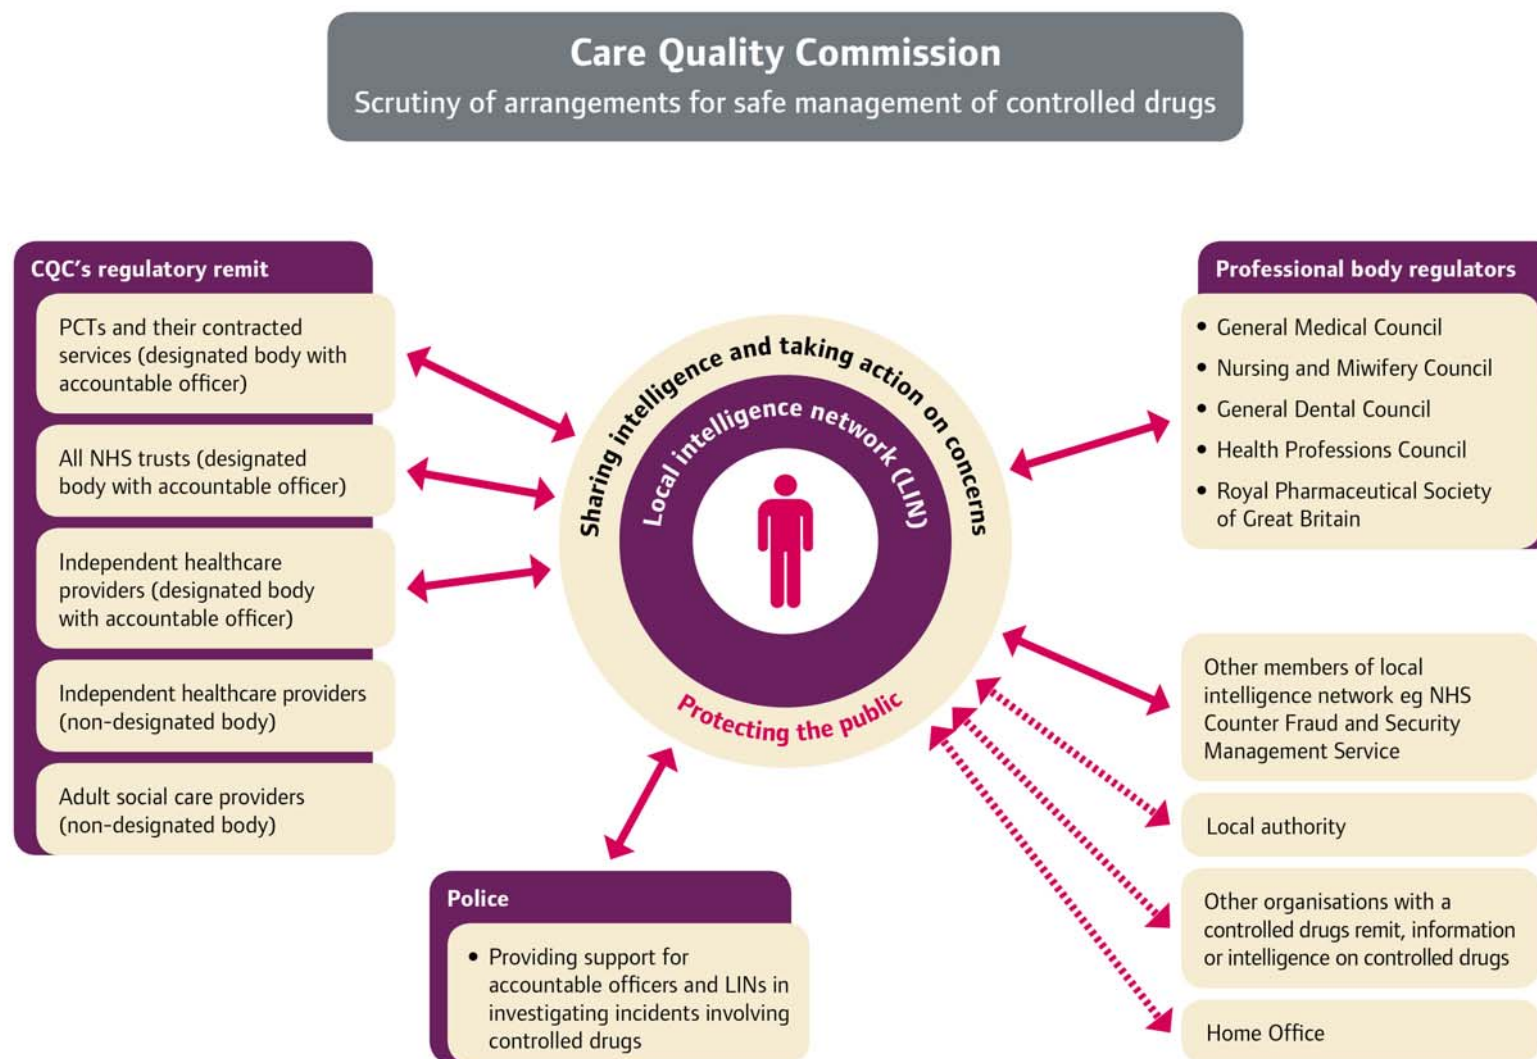 Care Quality Commission
Scrutiny of arrangements for safe management of controlled drugs
CQC's regulatory remit
PCTs and their contracted
services (designated body with
accountable officer)
All NHS trusts (designated
body with accountable officer)
Independent healthcare
providers (designated body
with accountable officer)
Independent healthcare providers
(non-designated body)
Adult social care providers
(non-designated body)
Sharing intelligence and taking action on concerns
Local intelligence network (LIN)
Protecting the public
Police
• Providing support for
accountable officers and LINs in
investigating incidents involving
controlled drugs
Professional body regulators
• General Medical Council
• Nursing and Miwifery Council
• General Dental Council
• Health Professions Council
• Royal Pharmaceutical Society
of Great Britain
Other members of local
intelligence network eg NHS
Counter Fraud and Security
Management Service
Local authority
Other organisations with a
controlled drugs remit, information
or intelligence on controlled drugs
Home Office